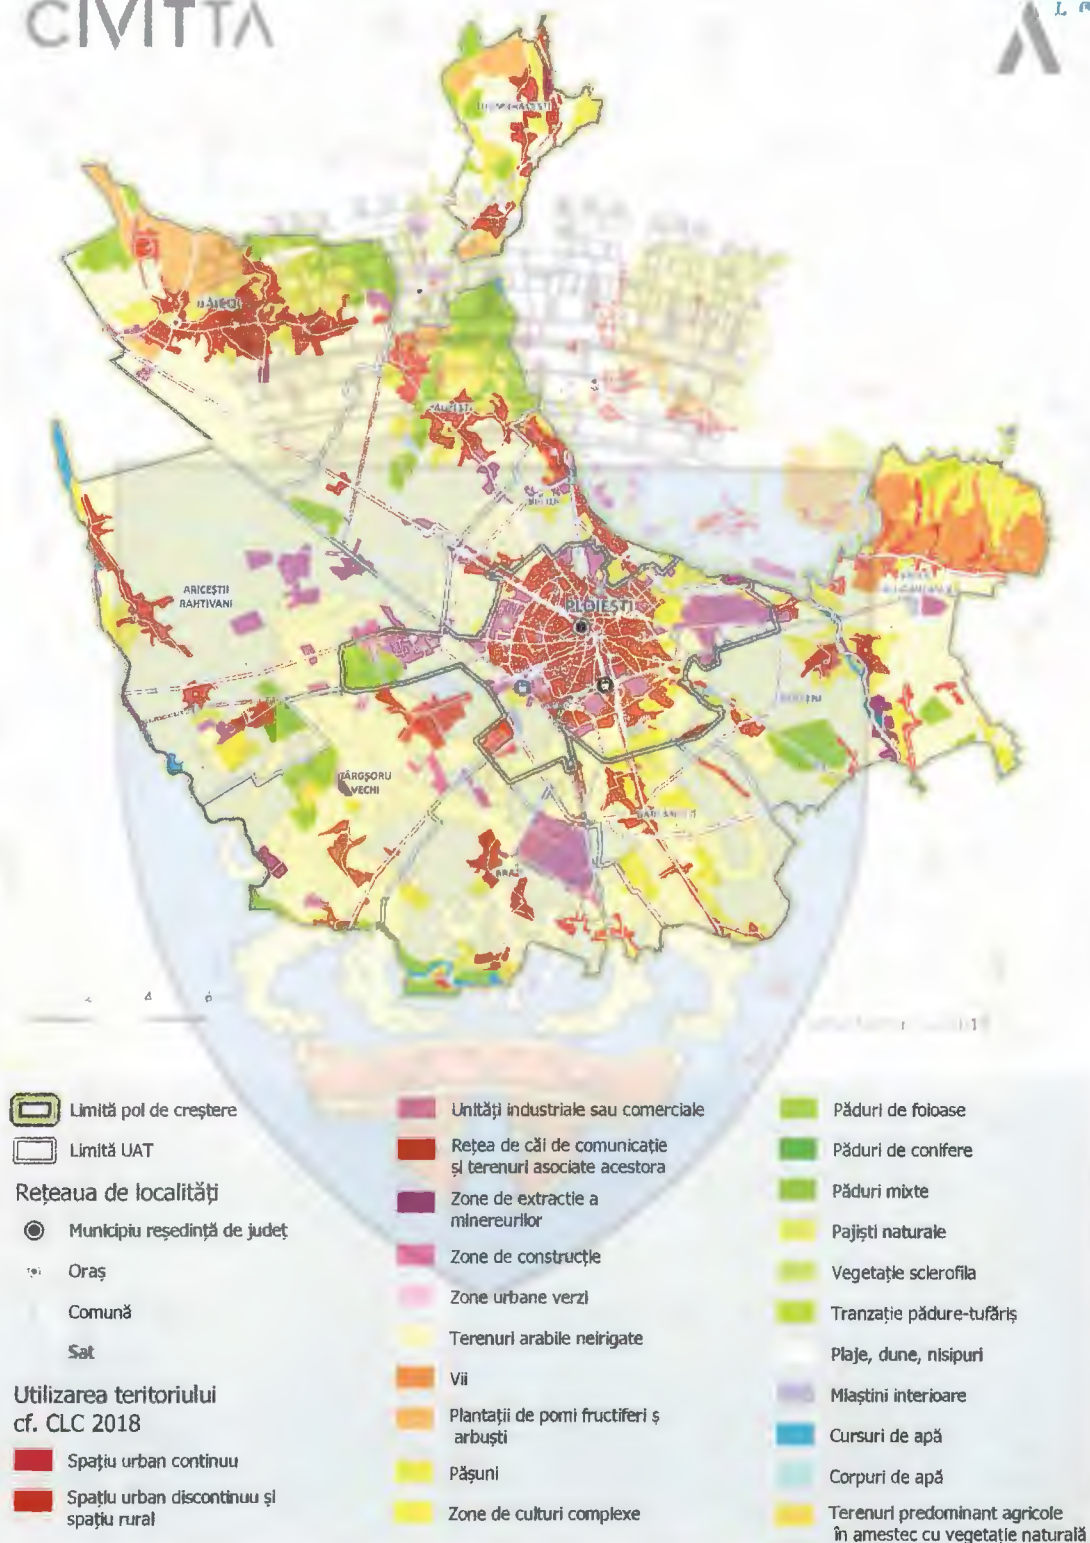 CIVITTA
BĂICOI
ARICEȘTII
RAHTIVANI
PLOIEȘTI
TÂRGȘORU
VECHI
BRAZI
Limită pol de creștere
Limită UAT
Rețeaua de localități
Municipiu reședință de județ
Oraș
Comună
Sat
Utilizarea teritoriului
cf. CLC 2018
Spațiu urban continuu
Spațiu urban discontinuu și
spațiu rural
Unități industriale sau comerciale
Rețea de căi de comunicație
și terenuri asociate acestora
Zone de extractie a
minereurilor
Zone de construcție
Zone urbane verzi
Terenuri arabile neirigate
Vii
Plantații de pomi fructiferi ș
arbuști
Pășuni
Zone de culturi complexe
Păduri de foioase
Păduri de conifere
Păduri mixte
Pajiști naturale
Vegetație sclerofila
Tranzație pădure-tufăriș
Plaje, dune, nisipuri
Mlaștini interioare
Cursuri de apă
Corpuri de apă
Terenuri predominant agricole
în amestec cu vegetație naturală